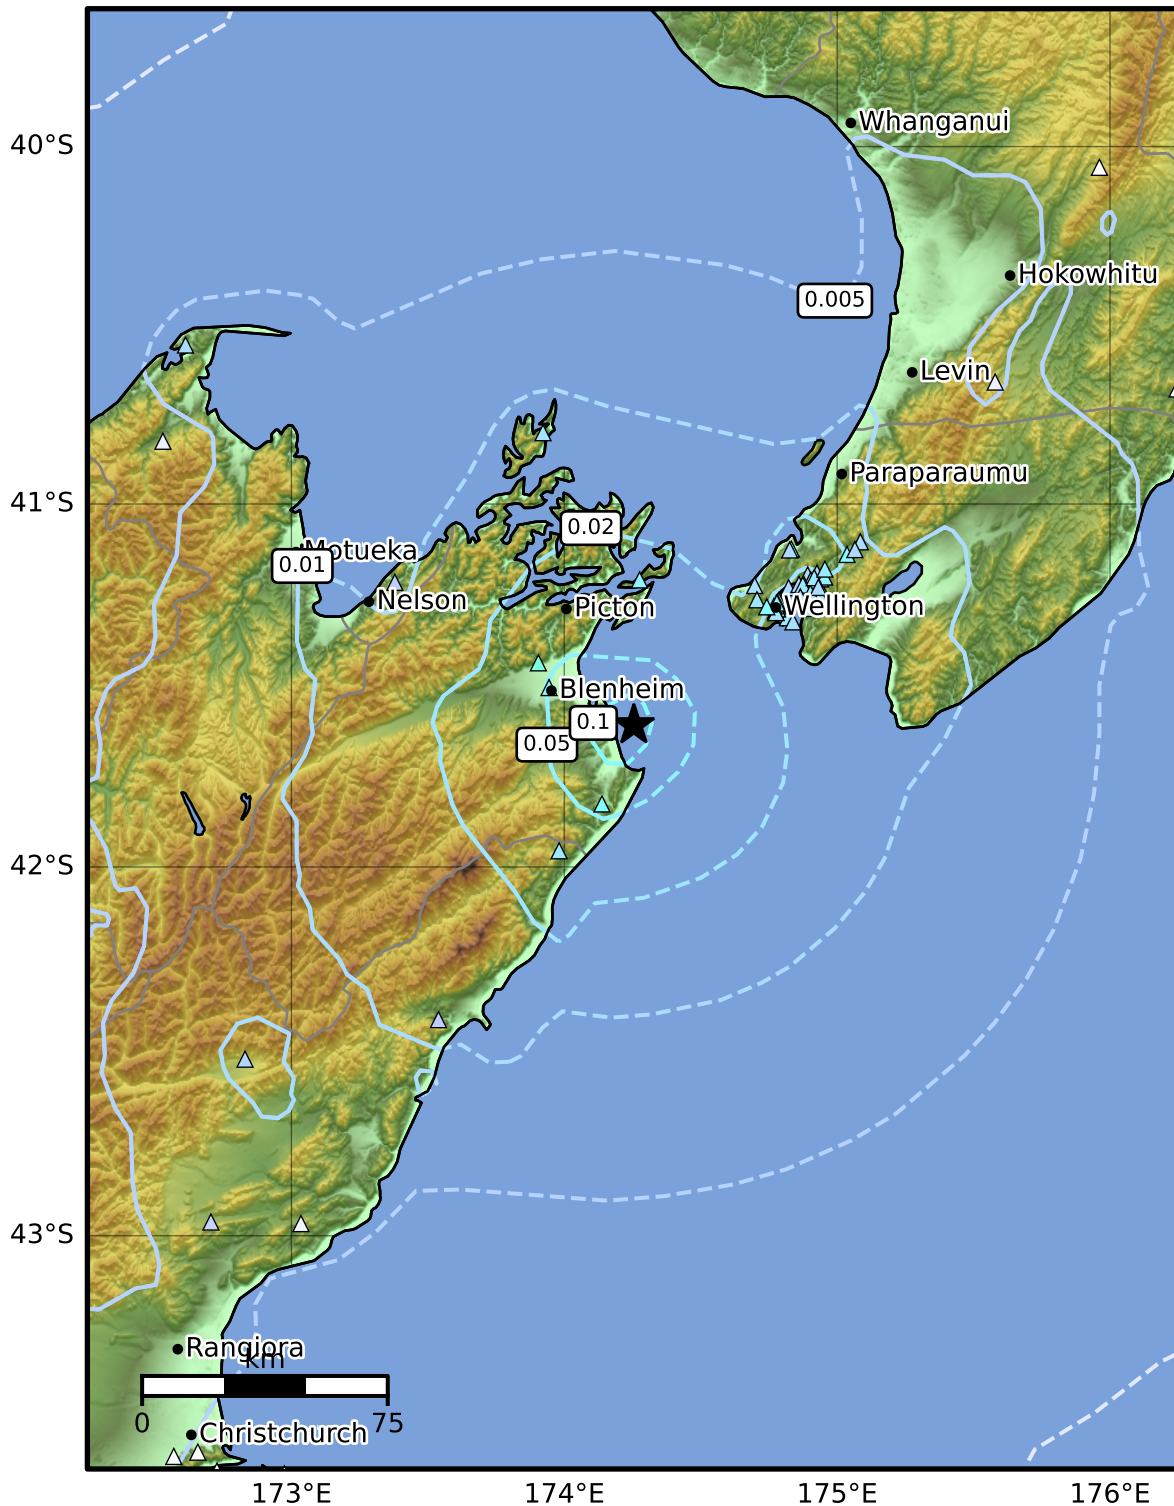 Whanganui
40°S
Hokowhitu
0.005
Levin
Paraparaumu
41°S
0.02
Motueka
0.01
Nelson
Picton
Wellington
Blenheim
0.1
0.05
42°S
43°S
Rangiora
km
0
75
Christchurch
173°E
174°E
175°E
176°E